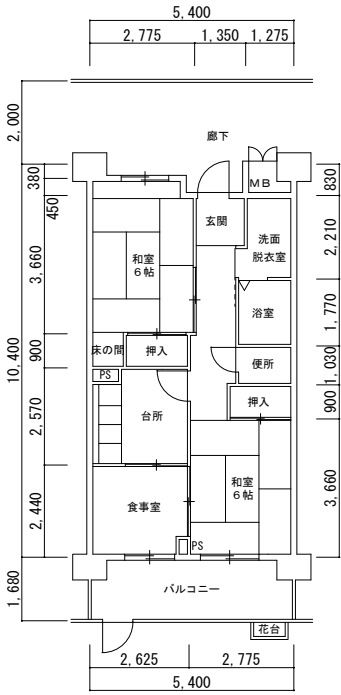 5,400
2,775
1,350
1,275
2,000
廊下
380
450
MB
830
玄関
洗面
脱衣室
2,210
3,660
和室
6帖
浴室
1,770
10,400
900
床の間
押入
便所
1,030
PS
押入
900
2,570
台所
和室
6帖
3,660
2,440
食事室
PS
1,680
バルコニー
花台
2,625
2,775
5,400